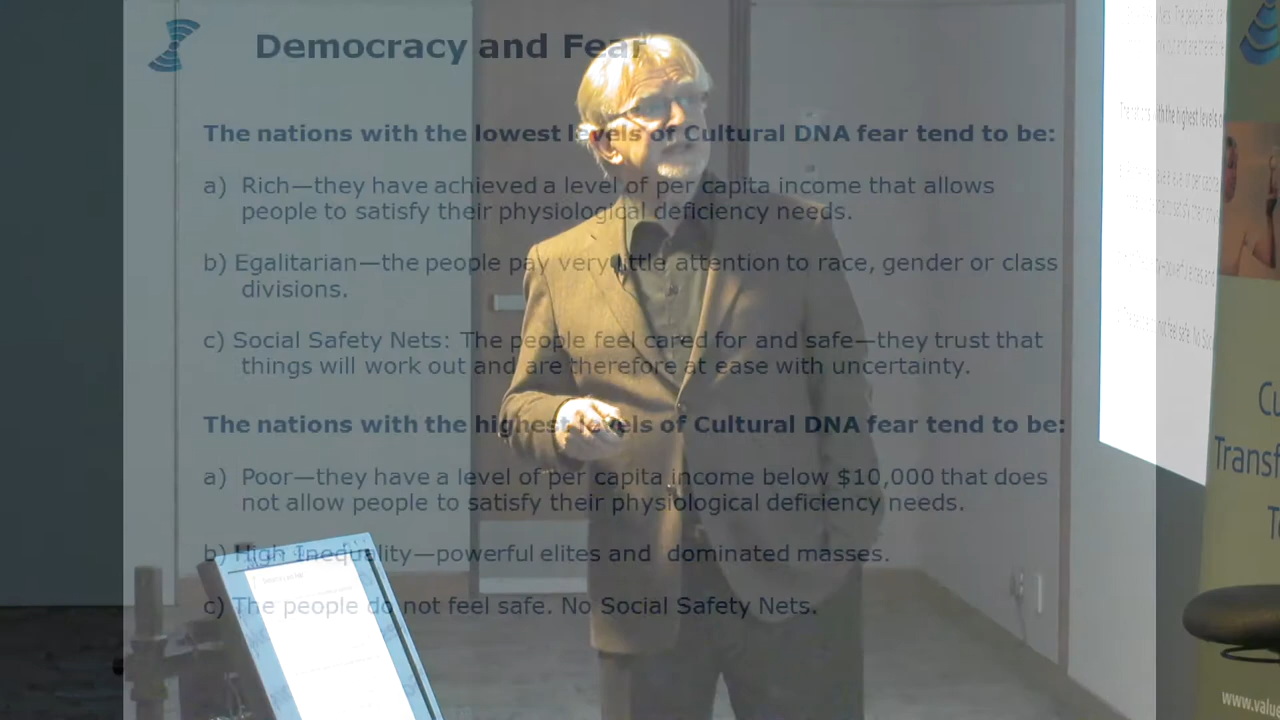 Democracy and Fear
The nations with the lowest levels of Cultural DNA fear tend to be:
a) Rich—they have achieved a level of per capita income that allows
people to satisfy their physiological deficiency needs.
b) Egalitarian—the people pay very little attention to race, gender or class
divisions.
c) Social Safety Nets: The people feel cared for and safe—they trust that
things will work out and are therefore at ease with uncertainty.
The nations with the highest levels of Cultural DNA fear tend to be:
a) Poor—they have a level of per capita income below $10,000 that does
not allow people to satisfy their physiological deficiency needs.
b) High Inequality—powerful elites and dominated masses.
c) The people do not feel safe. No Social Safety Nets.